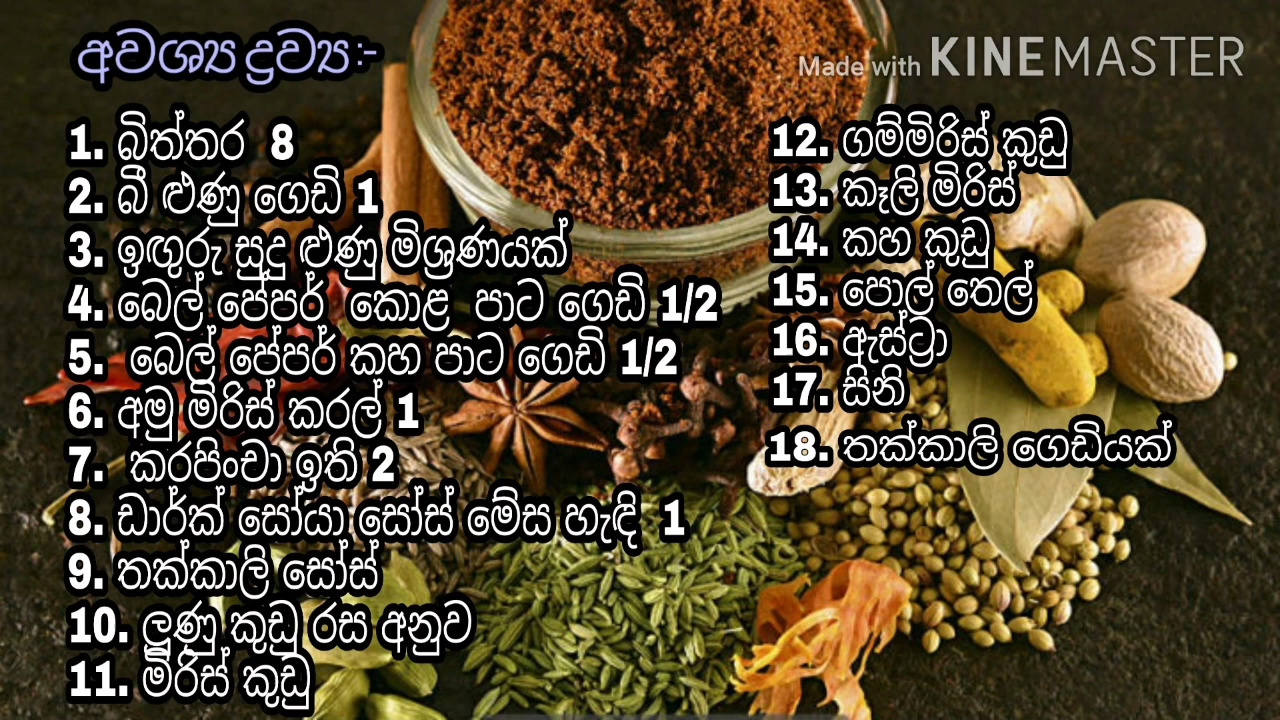 අවශ්‍ය ද්‍රව්‍ය:-
Made with KINEMASTER
1. බිත්තර 8
2. බී ළුණු ගෙඩි 1
3. ඉඟුරු සුදු ළුණු මිශ්‍රණයක්
4. බෙල් පේපර් කොළ පාට ගෙඩි 1/2
5. බෙල් පේපර් කහ පාට ගෙඩි 1/2
6. අමු මිරිස් කරල් 1
7. කරපිංචා ඉති 2
8. ඩාර්ක් සෝයා සෝස් මේස හැඳි 1
9. තක්කාලි සෝස්
10. ලුණු කුඩු රස අනුව
11. මිරිස් කුඩු
12. ගම්මිරිස් කුඩු
13. කෑලි මිරිස්
14. කහ කුඩු
15. පොල් තෙල්
16. ඇස්ට්‍රා
17. සිනි
18. තක්කාලි ගෙඩියක්